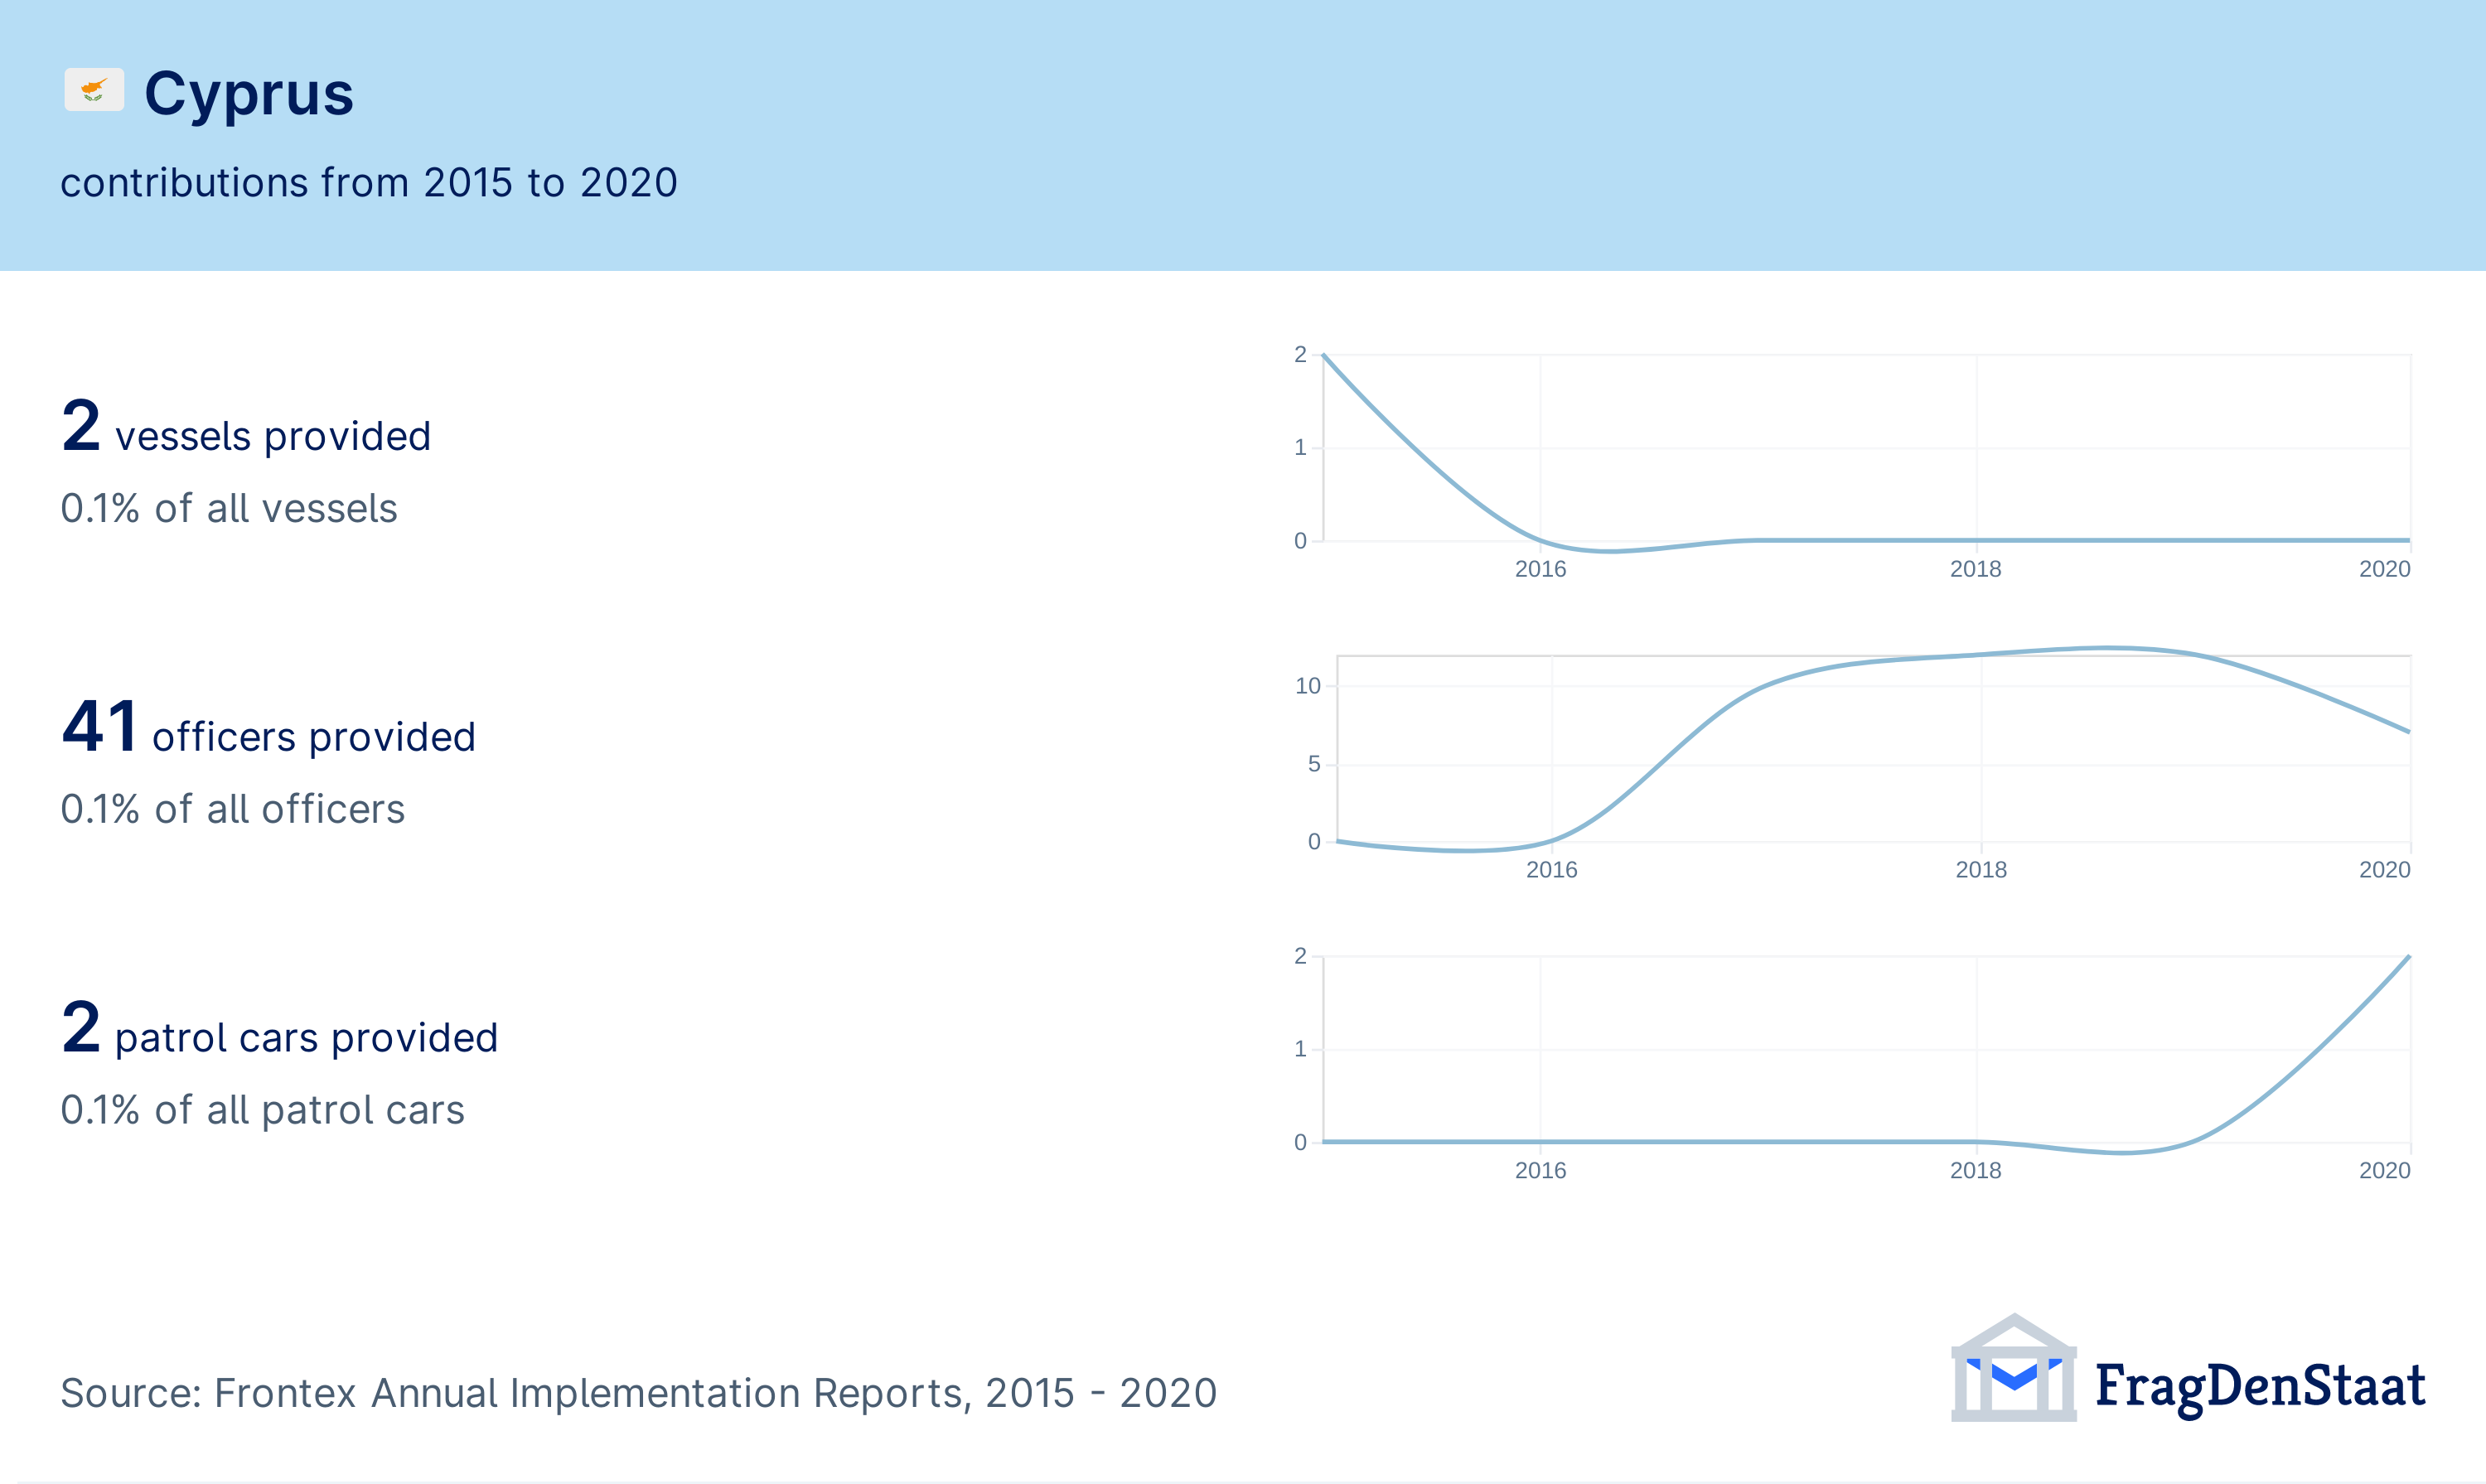 Cyprus
contributions from 2015 to 2020
2 vessels provided
0.1% of all vessels
2
1
0
2016
2018
2020
41 officers provided
0.1% of all officers
10
5
0
2016
2018
2020
2 patrol cars provided
0.1% of all patrol cars
2
1
0
2016
2018
2020
Source: Frontex Annual Implementation Reports, 2015 - 2020
FragDenStaat